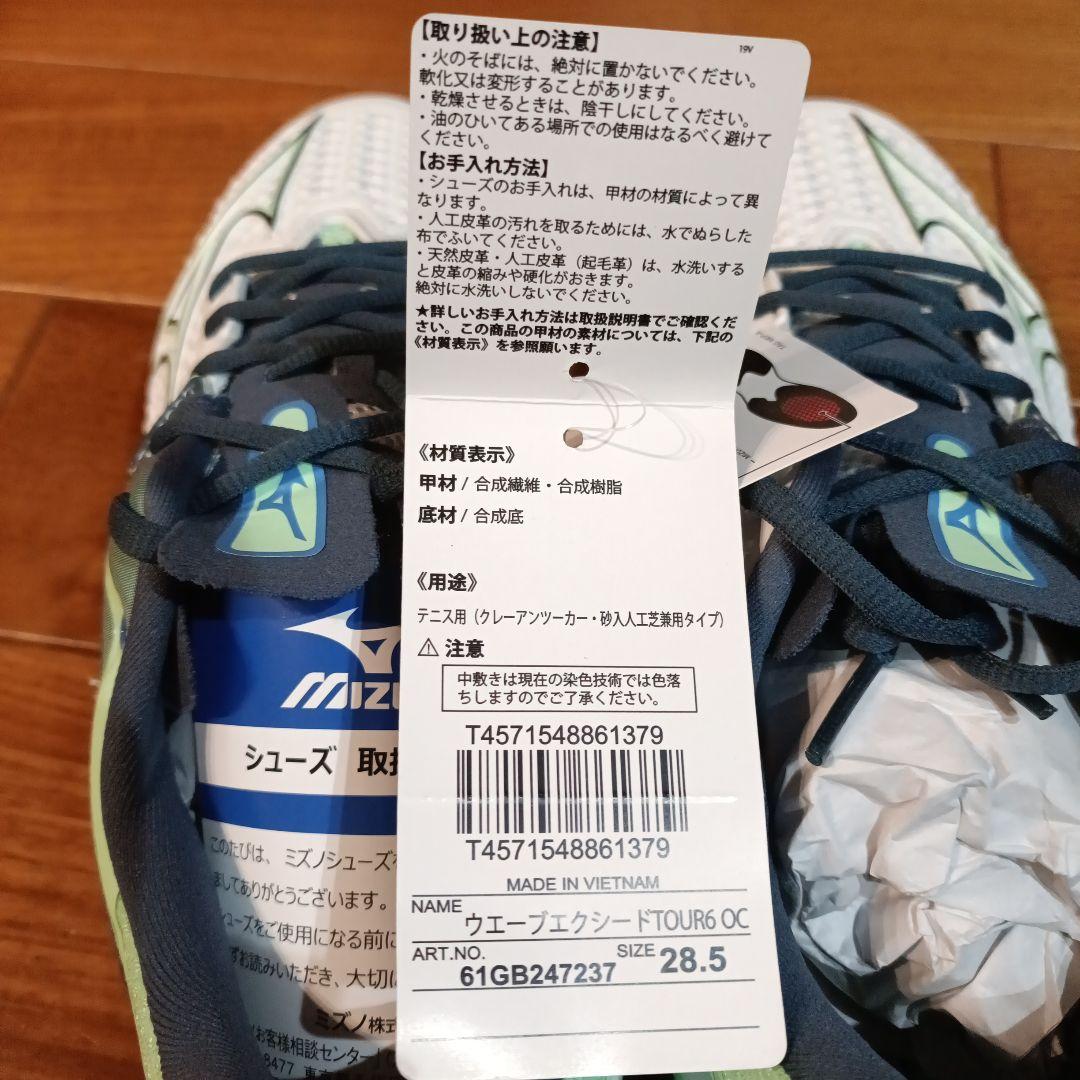 【取り扱い上の注意】
19V
・火のそばには、絶対に置かないでください。
軟化又は変形することがあります。
・乾燥させるときは、陰干しにしてください。
・油のひいてある場所での使用はなるべく避けて
ください。
【お手入れ方法】
・シューズのお手入れは、甲材の材質によって異
なります。
・人工皮革の汚れを取るためには、水でぬらした
布でふいてください。
・天然皮革・人工皮革（起毛革）は、水洗いする
と皮革の縮みや硬化がおきます。
絶対に水洗いしないでください。
★詳しいお手入れ方法は取扱説明書でご確認くだ
さい。この商品の甲材の素材については、下記の
《材質表示》を参照願います。
《材質表示》
甲材 / 合成繊維・合成樹脂
底材 / 合成底
《用途》
テニス用（クレーアンツーカー・砂入人工芝兼用タイプ）
⚠ 注意
中敷きは現在の染色技術では色落
ちしますのでご了承ください。
T4571548861379
T4571548861379
MADE IN VIETNAM
NAME ウエーブエクシードTOUR6 OC
ART.NO. 61GB247237 SIZE 28.5
MIZU
シューズ 取扱
このたびは、ミズノシューズ
ましてありがとうございます。
シューズをご使用になる前に
ずお読みいただき、大切に
ミズノ株式
お客様相談センター
8477 東京